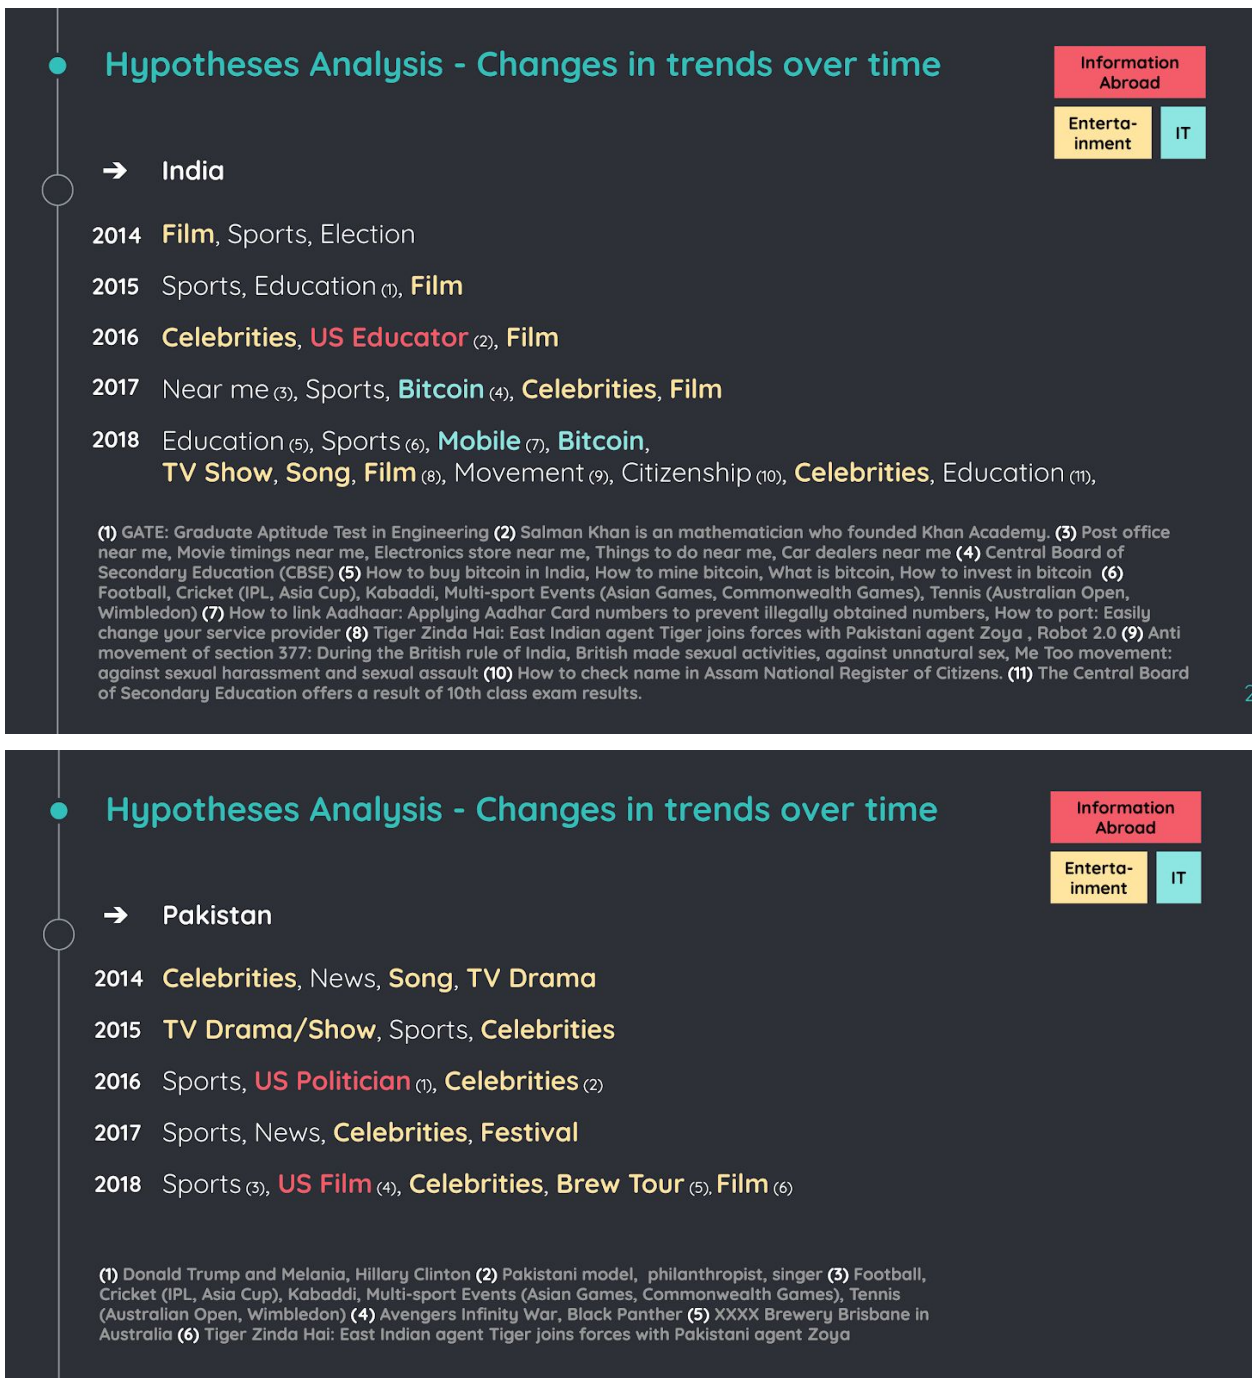 Hypotheses Analysis - Changes in trends over time
Information
Abroad
Enterta-
inment
IT
➔ India
2014 Film, Sports, Election
2015 Sports, Education (1), Film
2016 Celebrities, US Educator (2), Film
2017 Near me (3), Sports, Bitcoin (4), Celebrities, Film
2018 Education (5), Sports (6), Mobile (7), Bitcoin,
TV Show, Song, Film (8), Movement (9), Citizenship (10), Celebrities, Education (11),
(1) GATE: Graduate Aptitude Test in Engineering (2) Salman Khan is an mathematician who founded Khan Academy. (3) Post office
near me, Movie timings near me, Electronics store near me, Things to do near me, Car dealers near me (4) Central Board of
Secondary Education (CBSE) (5) How to buy bitcoin in India, How to mine bitcoin, What is bitcoin, How to invest in bitcoin (6)
Football, Cricket (IPL, Asia Cup), Kabaddi, Multi-sport Events (Asian Games, Commonwealth Games), Tennis (Australian Open,
Wimbledon) (7) How to link Aadhaar: Applying Aadhar Card numbers to prevent illegally obtained numbers, How to port: Easily
change your service provider (8) Tiger Zinda Hai: East Indian agent Tiger joins forces with Pakistani agent Zoya , Robot 2.0 (9) Anti
movement of section 377: During the British rule of India, British made sexual activities, against unnatural sex, Me Too movement:
against sexual harassment and sexual assault (10) How to check name in Assam National Register of Citizens. (11) The Central Board
of Secondary Education offers a result of 10th class exam results.
Hypotheses Analysis - Changes in trends over time
Information
Abroad
Enterta-
inment
IT
➔ Pakistan
2014 Celebrities, News, Song, TV Drama
2015 TV Drama/Show, Sports, Celebrities
2016 Sports, US Politician (1), Celebrities (2)
2017 Sports, News, Celebrities, Festival
2018 Sports (3), US Film (4), Celebrities, Brew Tour (5), Film (6)
(1) Donald Trump and Melania, Hillary Clinton (2) Pakistani model, philanthropist, singer (3) Football,
Cricket (IPL, Asia Cup), Kabaddi, Multi-sport Events (Asian Games, Commonwealth Games), Tennis
(Australian Open, Wimbledon) (4) Avengers Infinity War, Black Panther (5) XXXX Brewery Brisbane in
Australia (6) Tiger Zinda Hai: East Indian agent Tiger joins forces with Pakistani agent Zoya